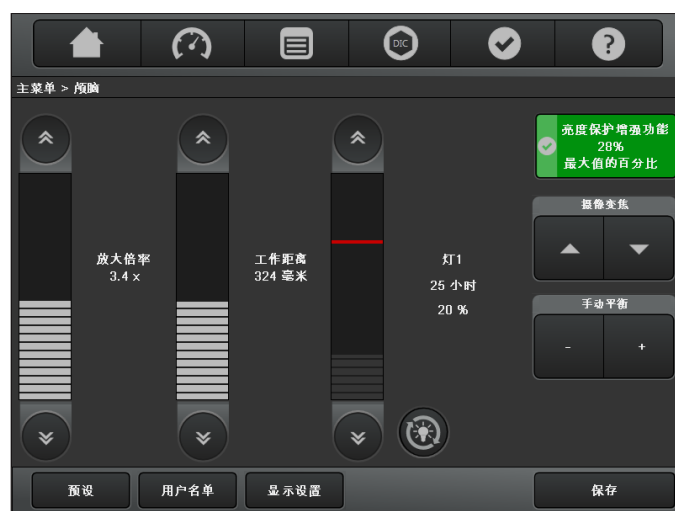 DIC
?
主菜单 > 颅脑
亮度保护增强功能
28%
最大值的百分比
摄像变焦
放大倍率
3.4 x
工作距离
324 毫米
灯1
25 小时
20 %
手动平衡
- +
预设
用户名单
显示设置
保存